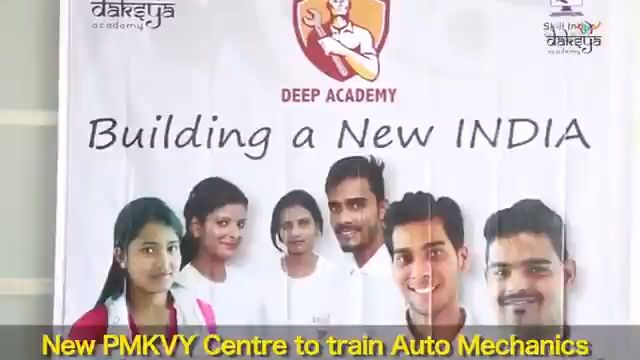 daksya
academy
Skill India
daksya
academy
DEEP ACADEMY
Building a New INDIA
New PMKVY Centre to train Auto Mechanics